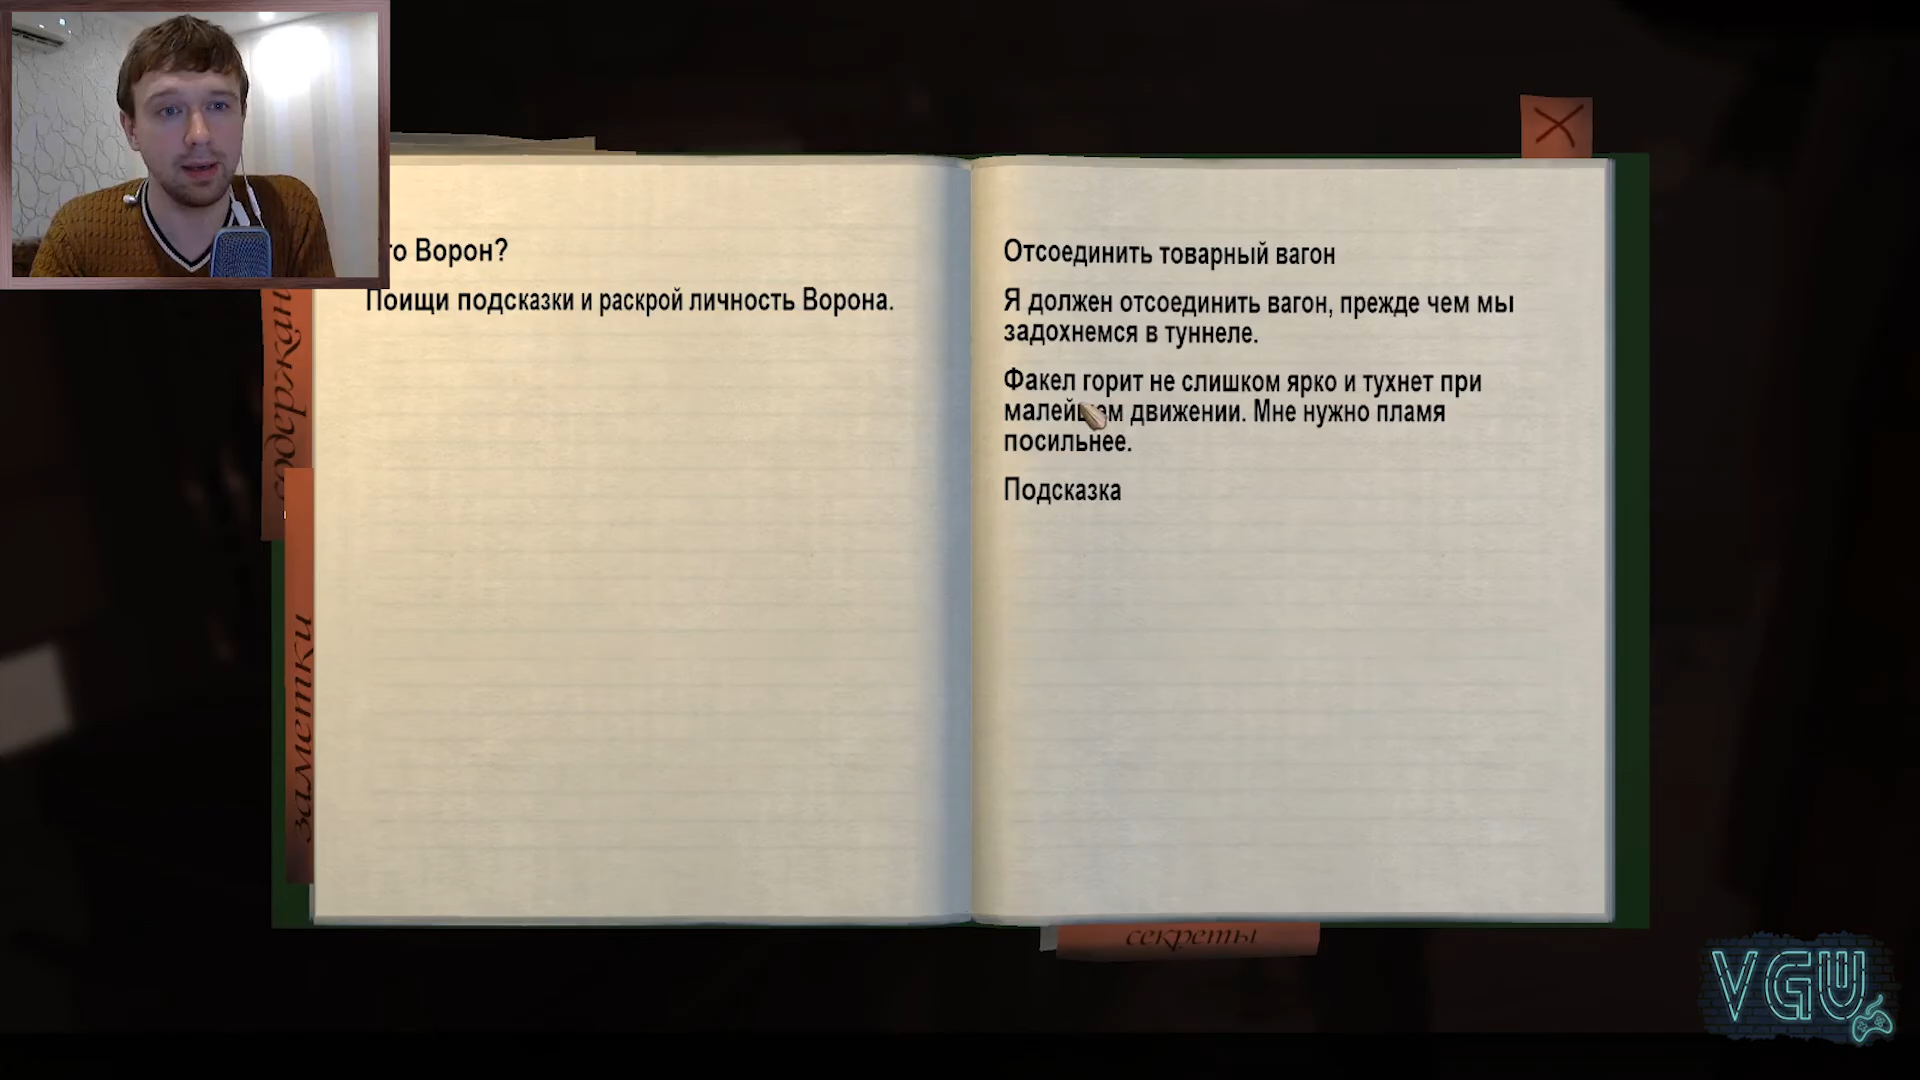 Ворон?
Поищи подсказки и раскрой личность Ворона.
Отсоединить товарный вагон
Я должен отсоединить вагон, прежде чем мы
задохнемся в туннеле.
Факел горит не слишком ярко и тухнет при
малейшем движении. Мне нужно пламя
посильнее.
Подсказка
заметки
секреты
VGU